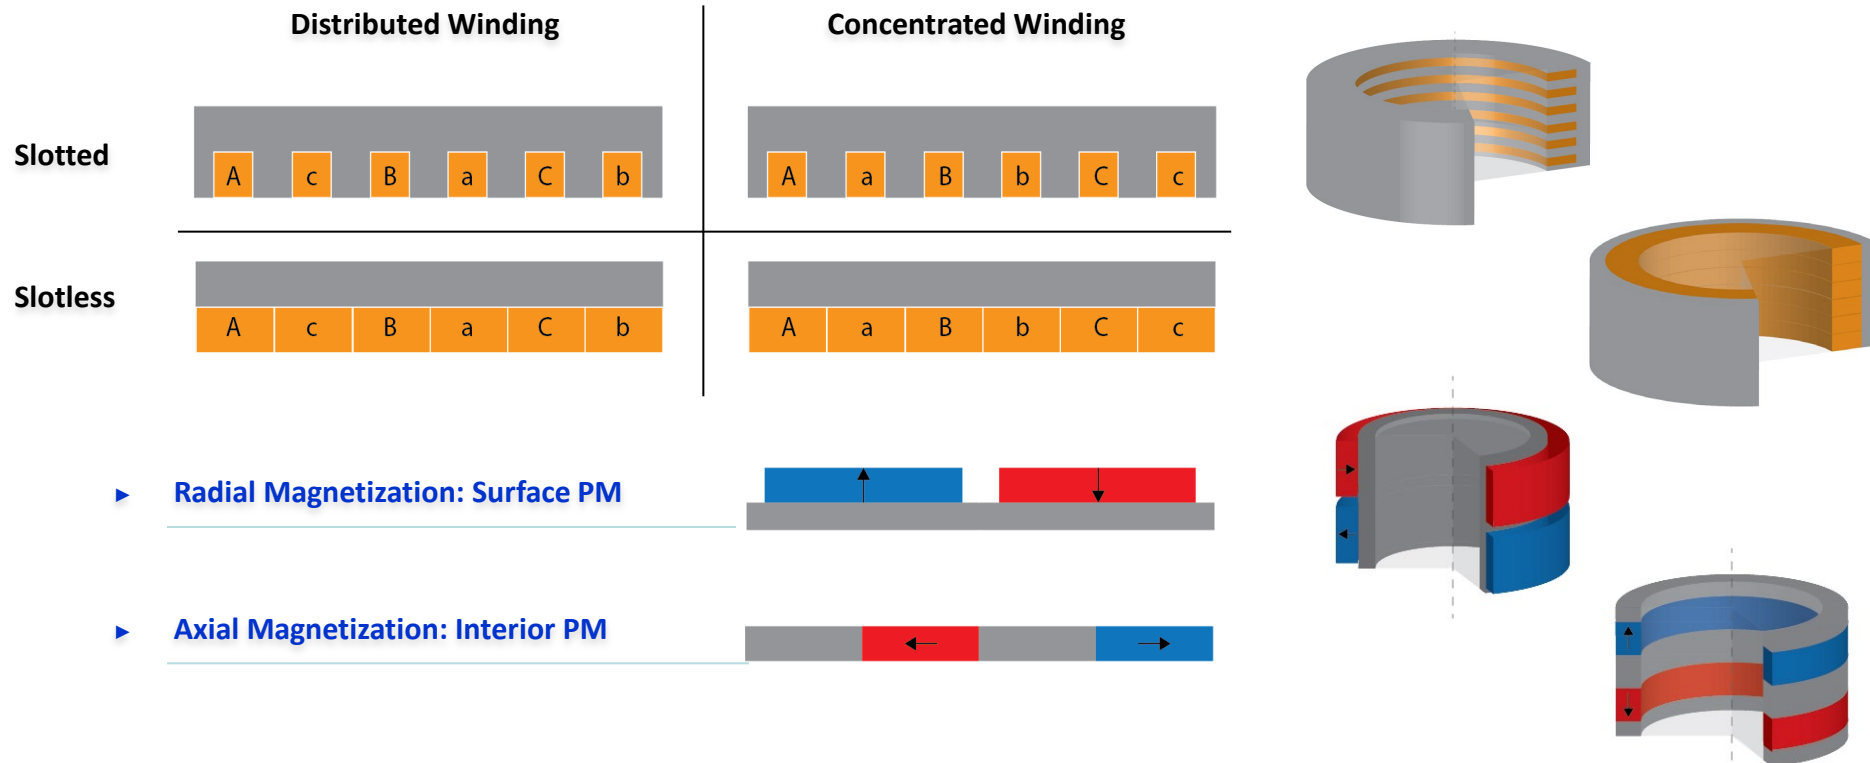 Distributed Winding
Concentrated Winding
Slotted
A c B a C b
A a B b C c
Slotless
A c B a C b
A a B b C c
► Radial Magnetization: Surface PM
► Axial Magnetization: Interior PM